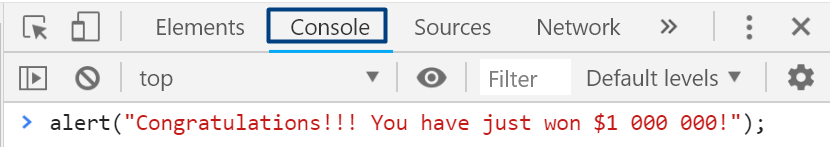 Elements Console Sources Network
top Filter Default levels
> alert("Congratulations!!! You have just won $1 000 000!");